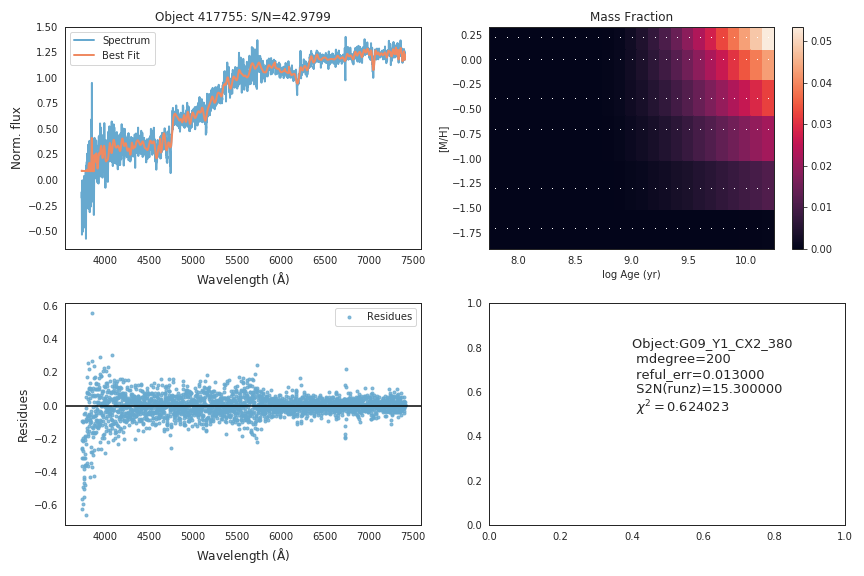 Object 417755: S/N=42.9799
Norm. flux
1.50
1.25
1.00
0.75
0.50
0.25
0.00
−0.25
−0.50
Spectrum
Best Fit
4000 4500 5000 5500 6000 6500 7000 7500
Wavelength (Å)
Mass Fraction
[M/H]
0.25
0.00
−0.25
−0.50
−0.75
−1.00
−1.25
−1.50
−1.75
8.0 8.5 9.0 9.5 10.0
log Age (yr)
0.05
0.04
0.03
0.02
0.01
0.00
Residues
0.6
0.4
0.2
0.0
−0.2
−0.4
−0.6
Residues
4000 4500 5000 5500 6000 6500 7000 7500
Wavelength (Å)
1.0
0.8
0.6
0.4
0.2
0.0
Object:G09_Y1_CX2_380
mdegree=200
reful_err=0.013000
S2N(runz)=15.300000
χ² = 0.624023
0.0 0.2 0.4 0.6 0.8 1.0